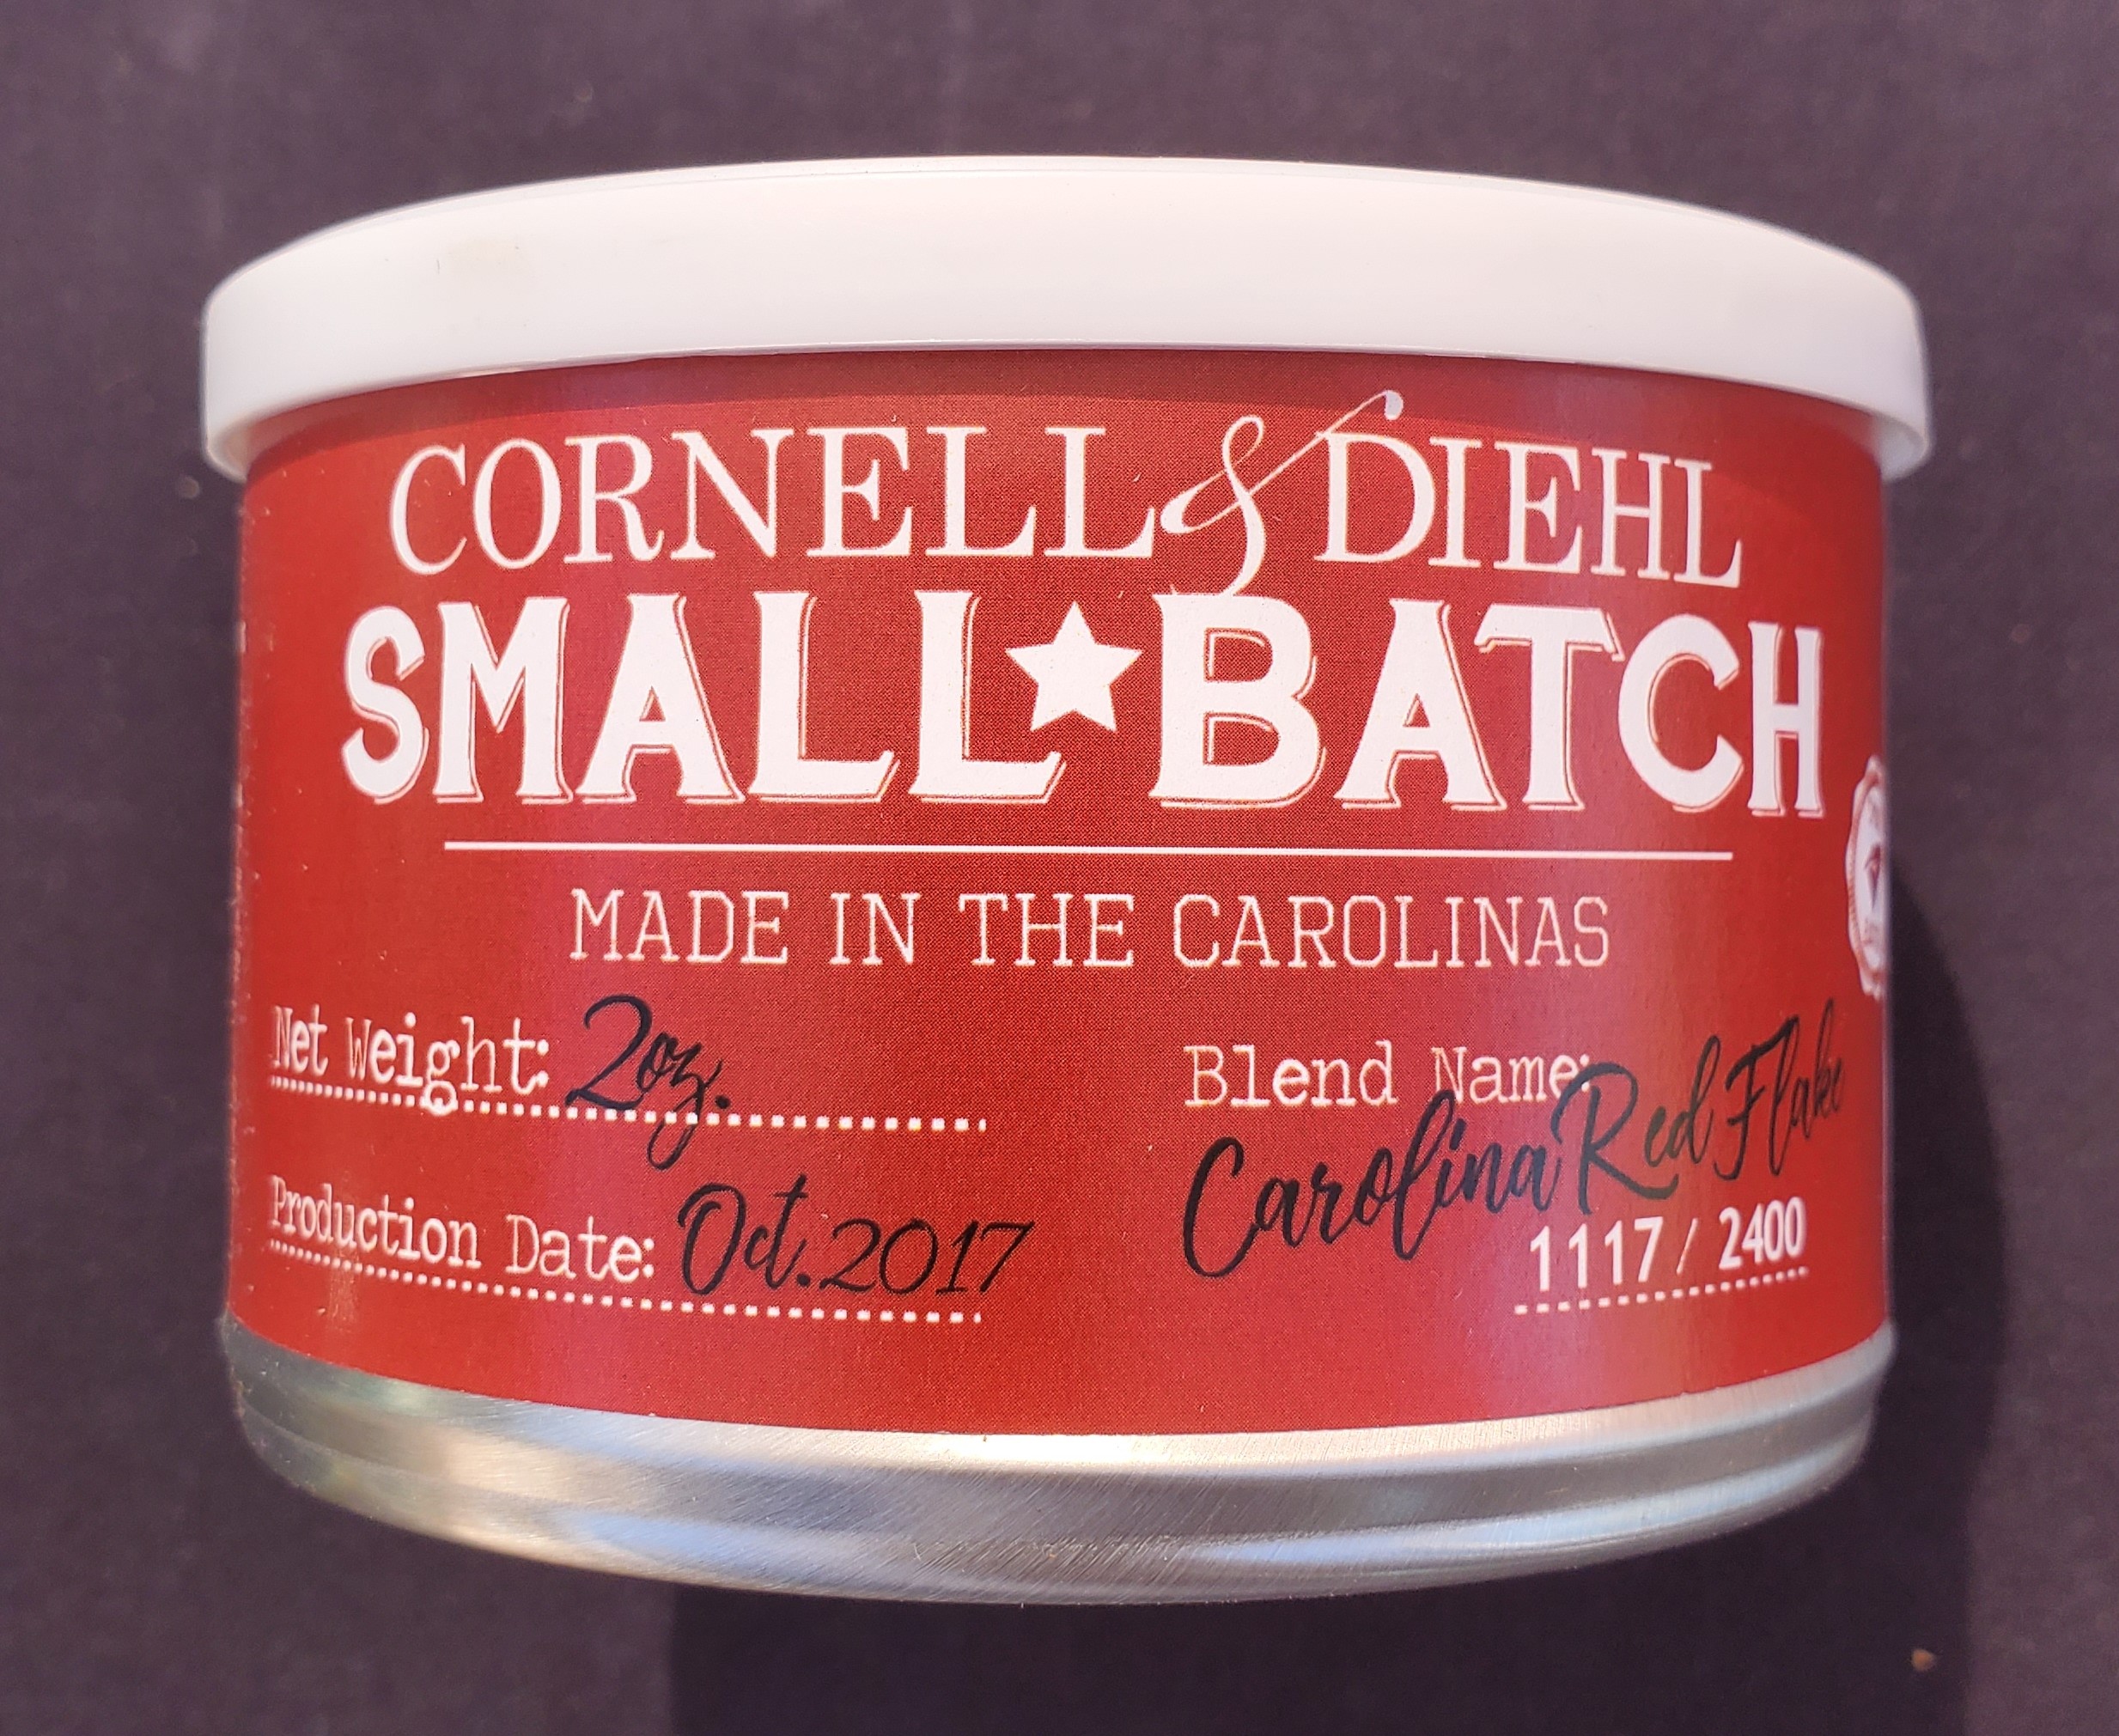 CORNELL & DIEHL
SMALL★BATCH
MADE IN THE CAROLINAS
Net Weight: 2oz.
Blend Name:
Carolina Red Flake
Production Date: Oct. 2017
1117 / 2400